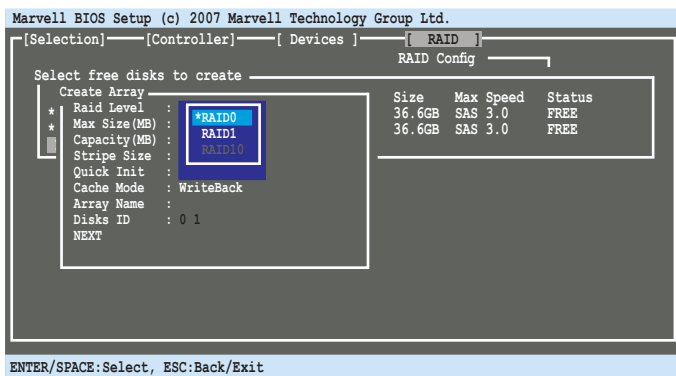 Marvell BIOS Setup (c) 2007 Marvell Technology Group Ltd.
[Selection] [Controller] [ Devices ] [ RAID ]
RAID Config
Select free disks to create
Create Array
Size Max Speed Status
* Raid Level : *RAID0 36.6GB SAS 3.0 FREE
* Max Size(MB) : RAID1 36.6GB SAS 3.0 FREE
Capacity(MB) : RAID10
Stripe Size :
Quick Init :
Cache Mode : WriteBack
Array Name :
Disks ID : 0 1
NEXT
ENTER/SPACE:Select, ESC:Back/Exit